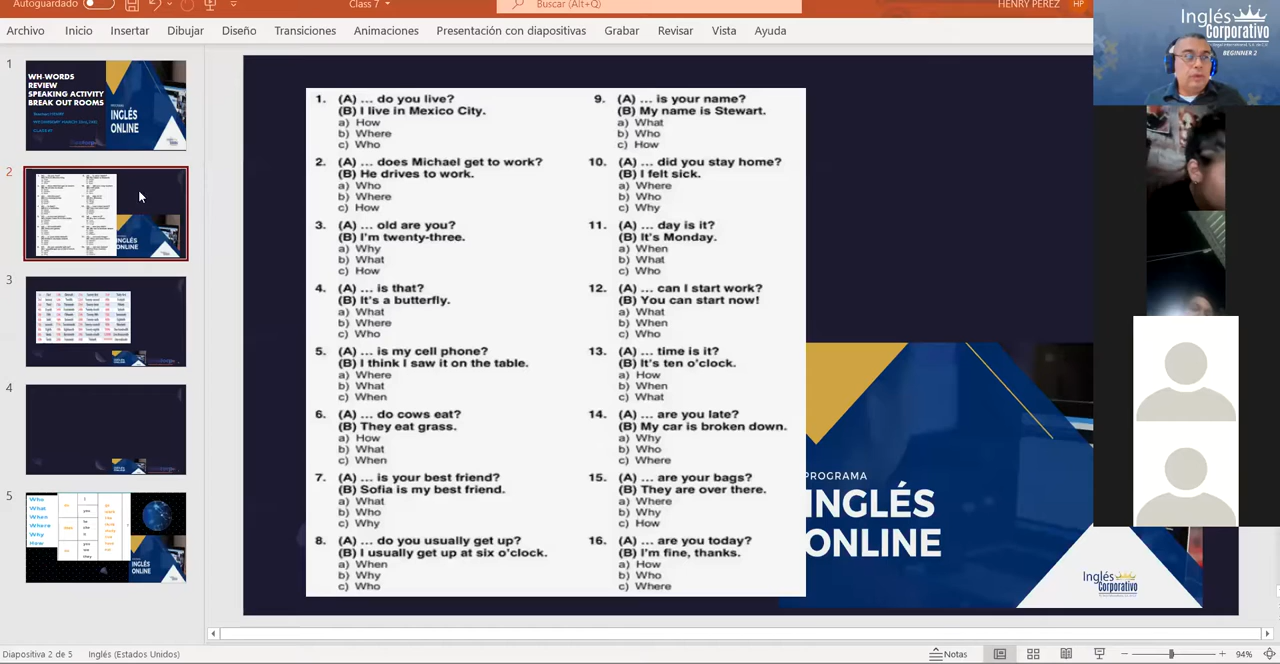 Autoguardado
Class 7
Buscar (Alt+Q)
HENRY PEREZ
HP
Archivo
Inicio
Insertar
Dibujar
Diseño
Transiciones
Animaciones
Presentación con diapositivas
Grabar
Revisar
Vista
Ayuda
Inglés
Corporativo
BEGINNER 2
1
WH-WORDS
REVIEW
SPEAKING ACTIVITY
BREAK OUT ROOMS
INGLÉS
ONLINE
2
INGLÉS
ONLINE
3
4
5
Who
What
When
Where
Why
How
INGLÉS
ONLINE
1. (A) ... do you live?
(B) I live in Mexico City.
a) How
b) Where
c) Who
2. (A) ... does Michael get to work?
(B) He drives to work.
a) Who
b) Where
c) How
3. (A) ... old are you?
(B) I'm twenty-three.
a) Why
b) What
c) How
4. (A) ... is that?
(B) It's a butterfly.
a) What
b) Where
c) Who
5. (A) ... is my cell phone?
(B) I think I saw it on the table.
a) Where
b) What
c) When
6. (A) ... do cows eat?
(B) They eat grass.
a) How
b) What
c) When
7. (A) ... is your best friend?
(B) Sofia is my best friend.
a) What
b) Who
c) Why
8. (A) ... do you usually get up?
(B) I usually get up at six o'clock.
a) When
b) Why
c) Who
9. (A) ... is your name?
(B) My name is Stewart.
a) What
b) Who
c) How
10. (A) ... did you stay home?
(B) I felt sick.
a) Where
b) Who
c) Why
11. (A) ... day is it?
(B) It's Monday.
a) When
b) What
c) Who
12. (A) ... can I start work?
(B) You can start now!
a) What
b) When
c) Who
13. (A) ... time is it?
(B) It's ten o'clock.
a) How
b) When
c) What
14. (A) ... are you late?
(B) My car is broken down.
a) Why
b) Who
c) Where
15. (A) ... are your bags?
(B) They are over there.
a) Where
b) Why
c) How
16. (A) ... are you today?
(B) I'm fine, thanks.
a) How
b) Who
c) Where
PROGRAMA
INGLÉS
ONLINE
Inglés
Corporativo
Diapositiva 2 de 5
Inglés (Estados Unidos)
Notas
94%